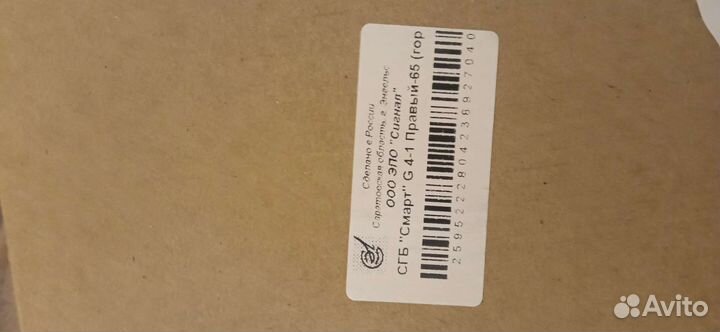 Сделано в России
Саратовская область, г. Энгельс
ООО ЭПО "Сигнал"
СГБ "Смарт" G 4-1 Правый-65 (гор
2595222804236927040
Avito